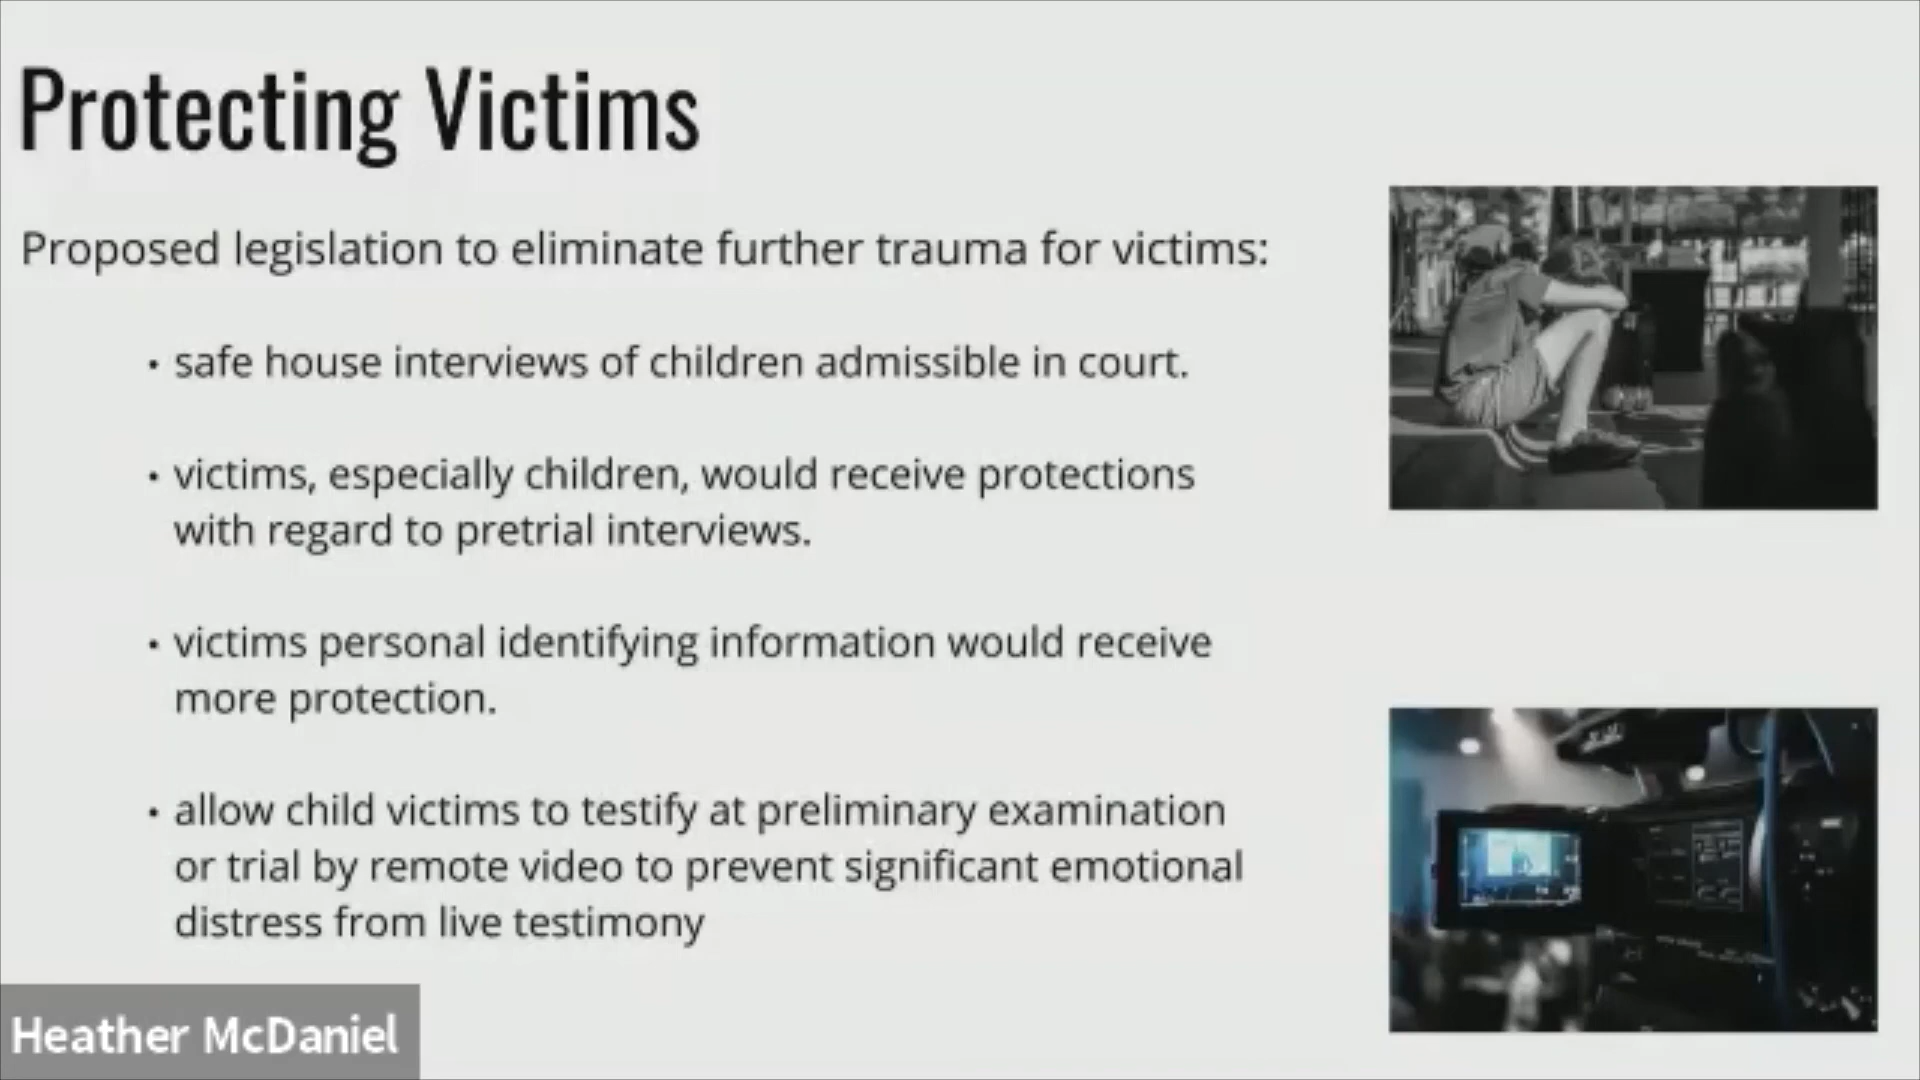 Protecting Victims
Proposed legislation to eliminate further trauma for victims:
• safe house interviews of children admissible in court.
• victims, especially children, would receive protections
with regard to pretrial interviews.
• victims personal identifying information would receive
more protection.
• allow child victims to testify at preliminary examination
or trial by remote video to prevent significant emotional
distress from live testimony
Heather McDaniel